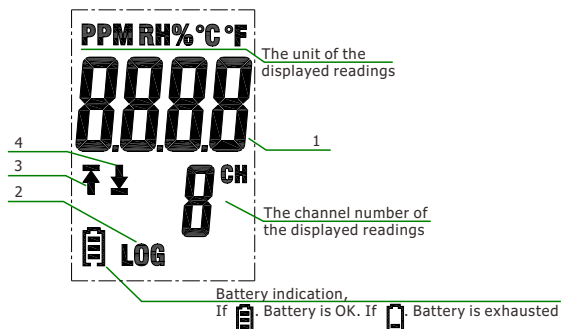 PPM RH% °C °F
The unit of the
displayed readings
8.8.8.8
1
4
3
2
8 CH
The channel number of
the displayed readings
LOG
Battery indication,
If . Battery is OK. If . Battery is exhausted